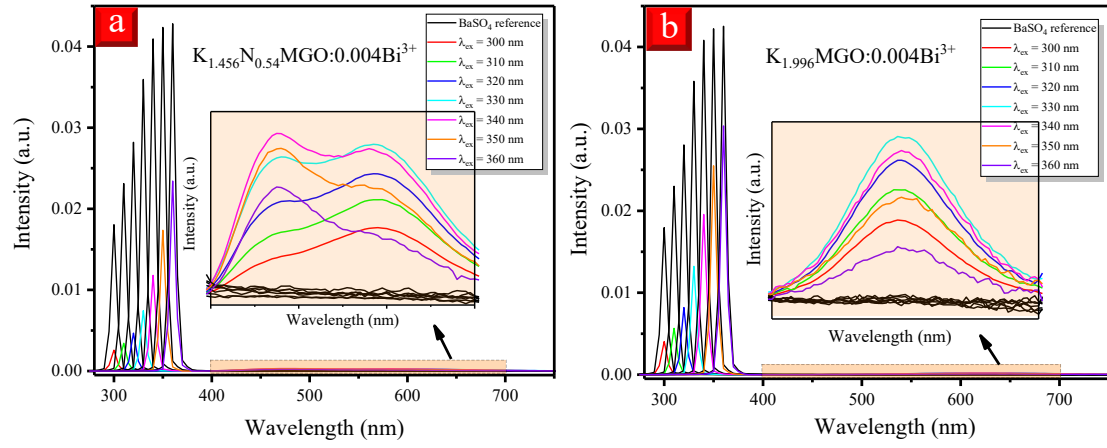 a
K₁.₄₅₆N₀.₅₄MGO:0.004Bi³⁺
BaSO₄ reference
λₑₓ = 300 nm
λₑₓ = 310 nm
λₑₓ = 320 nm
λₑₓ = 330 nm
λₑₓ = 340 nm
λₑₓ = 350 nm
λₑₓ = 360 nm
Intensity (a.u.)
0.04
0.03
0.02
0.01
0.00
Intensity (a.u.)
Wavelength (nm)
300 400 500 600 700
Wavelength (nm)
b
K₁.₉₉₆MGO:0.004Bi³⁺
BaSO₄ reference
λₑₓ = 300 nm
λₑₓ = 310 nm
λₑₓ = 320 nm
λₑₓ = 330 nm
λₑₓ = 340 nm
λₑₓ = 350 nm
λₑₓ = 360 nm
Intensity (a.u.)
0.04
0.03
0.02
0.01
0.00
Intensity (a.u.)
Wavelength (nm)
300 400 500 600 700
Wavelength (nm)